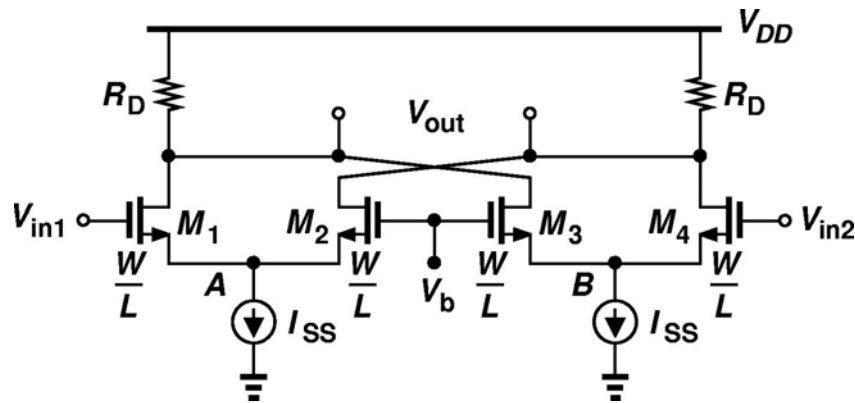 V_DD
R_D V_out R_D
V_in1 M_1 M_2 M_3 M_4 V_in2
W/L A W/L V_b W/L B W/L
I_SS I_SS